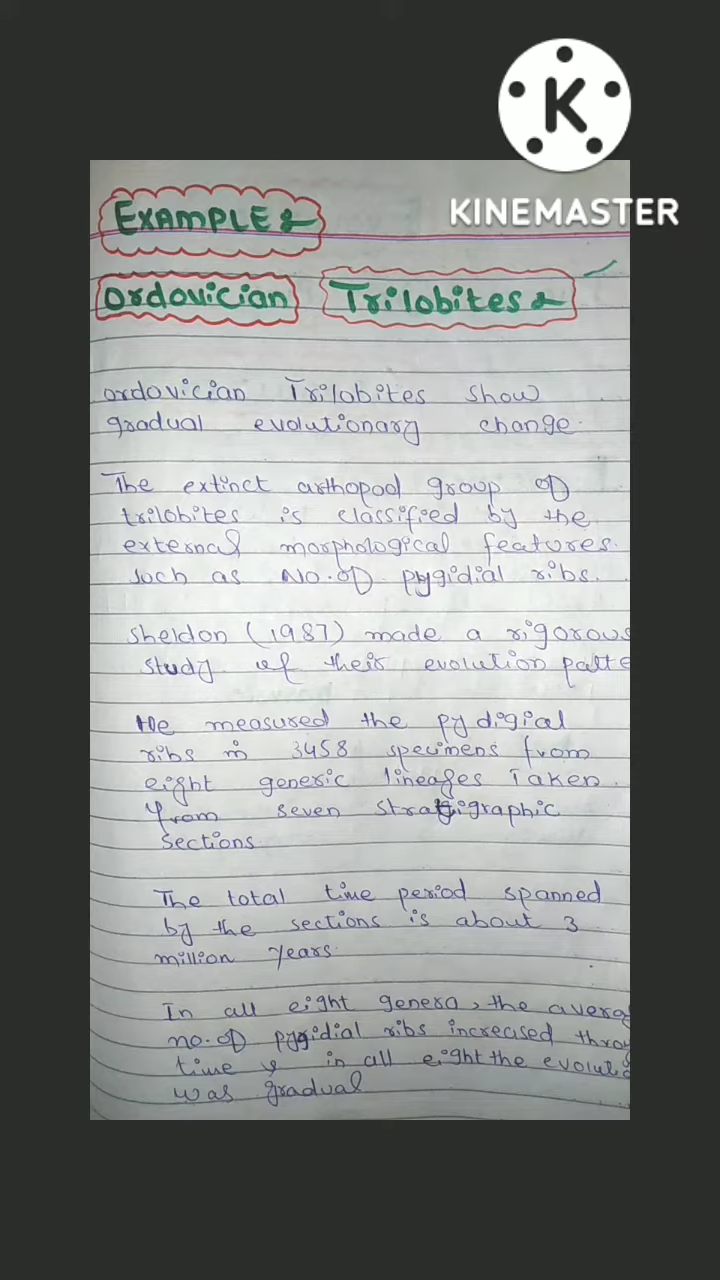 K
KINEMASTER
EXAMPLE:
Ordovician Trilobites:
Ordovician Trilobites show
gradual evolutionary change.
The extinct arthopod group of
trilobites is classified by the
external morphological features.
such as No. of pygidial ribs.
Sheldon (1987) made a rigorous
study of their evolution patte
He measured the pydigial
ribs in 3458 specimens from
eight generic lineages Taken
from seven stratigraphic
sections
The total time period spanned
by the sections is about 3
million years.
In all eight genera, the averag
no. of pygidial ribs increased throu
time & in all eight the evolutio
was gradual